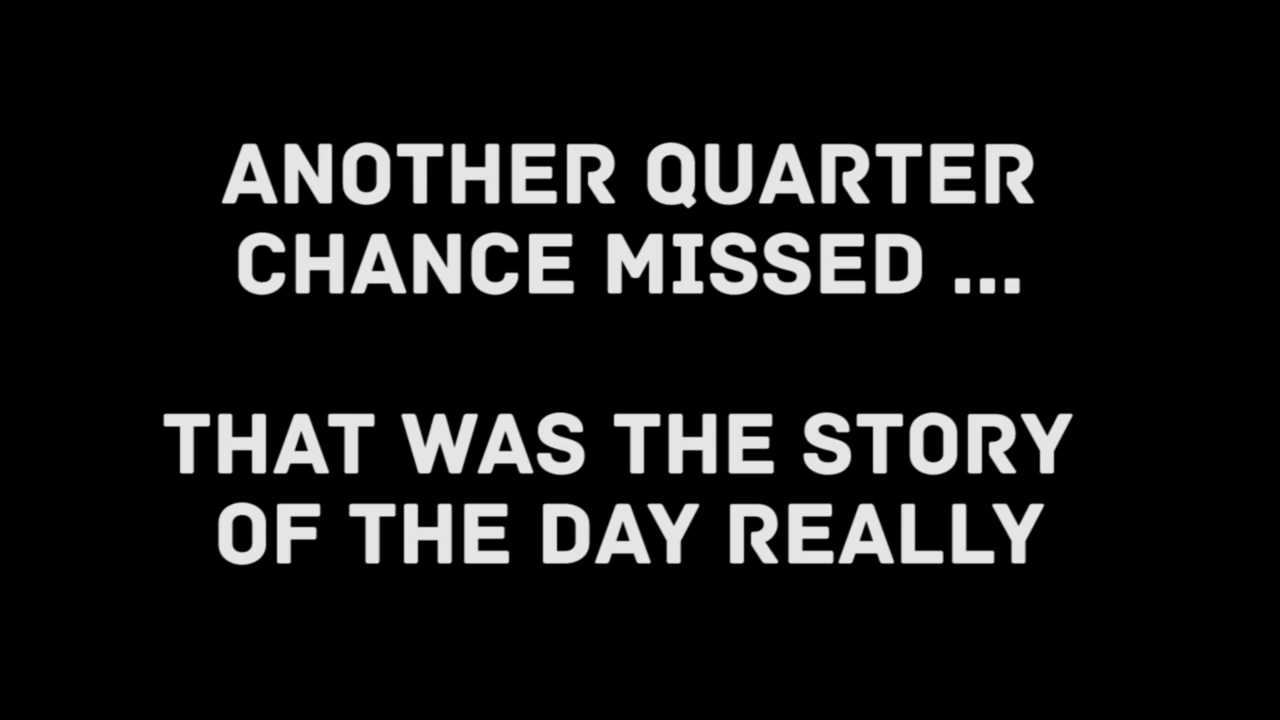 ANOTHER QUARTER
CHANCE MISSED ...
THAT WAS THE STORY
OF THE DAY REALLY